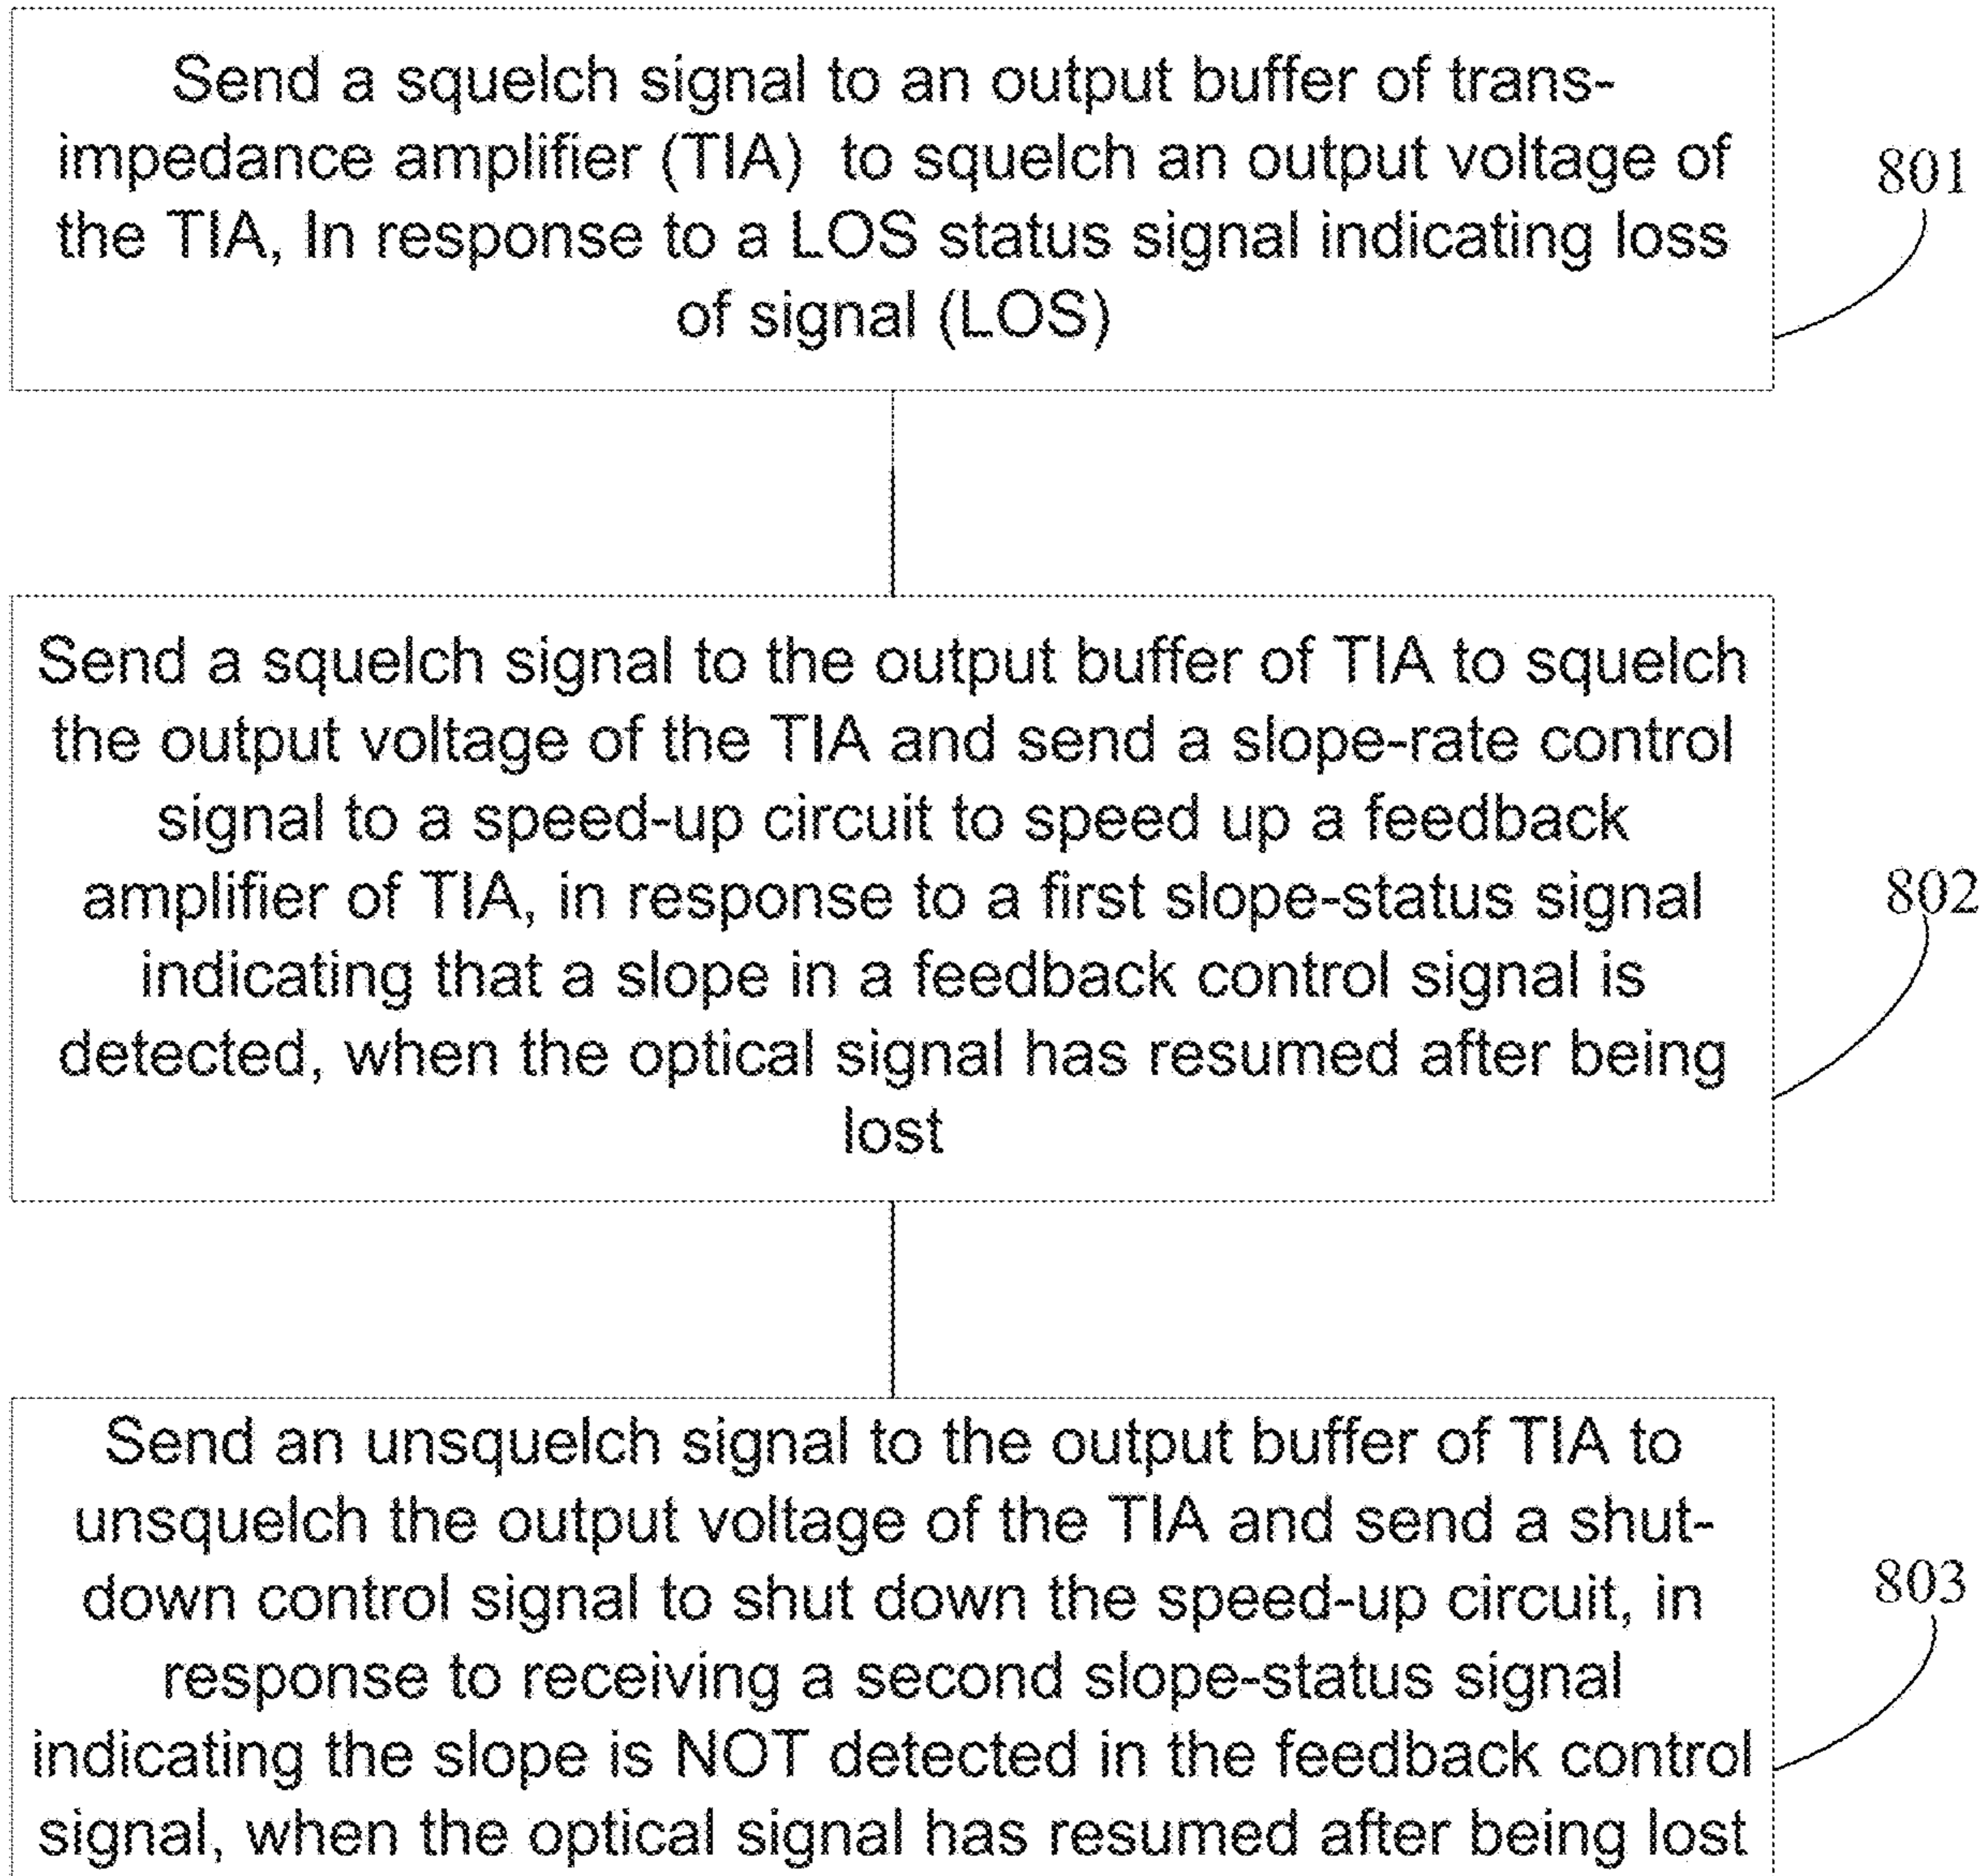 Send a squelch signal to an output buffer of trans-
impedance amplifier (TIA) to squelch an output voltage of
the TIA, In response to a LOS status signal indicating loss
of signal (LOS)
801
Send a squelch signal to the output buffer of TIA to squelch
the output voltage of the TIA and send a slope-rate control
signal to a speed-up circuit to speed up a feedback
amplifier of TIA, in response to a first slope-status signal
indicating that a slope in a feedback control signal is
detected, when the optical signal has resumed after being
lost
802
Send an unsquelch signal to the output buffer of TIA to
unsquelch the output voltage of the TIA and send a shut-
down control signal to shut down the speed-up circuit, in
response to receiving a second slope-status signal
indicating the slope is NOT detected in the feedback control
signal, when the optical signal has resumed after being lost
803